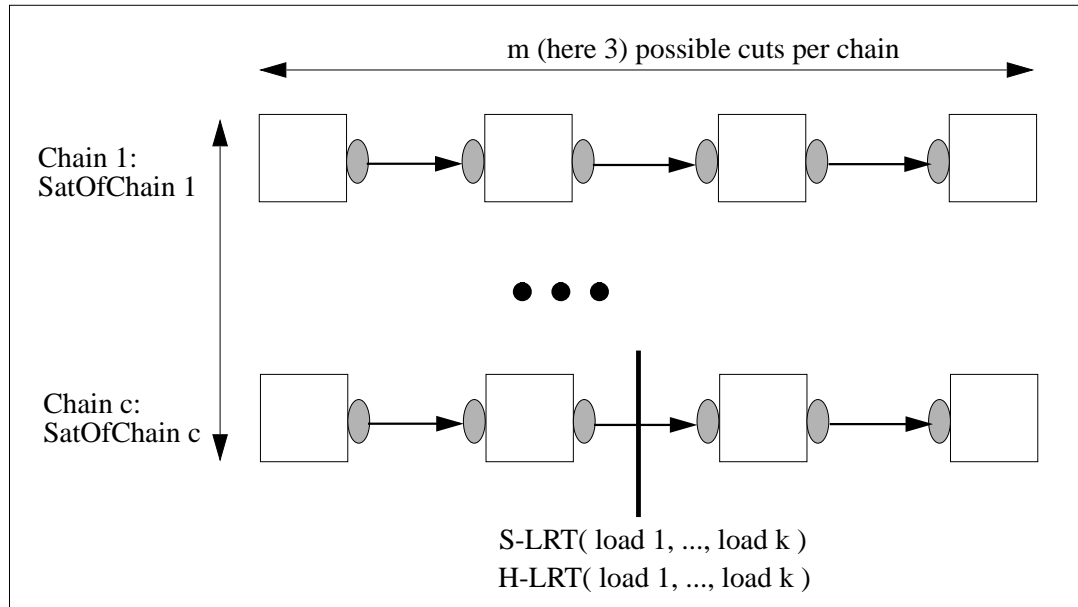 m (here 3) possible cuts per chain
Chain 1:
SatOfChain 1
Chain c:
SatOfChain c
S-LRT( load 1, ..., load k )
H-LRT( load 1, ..., load k )